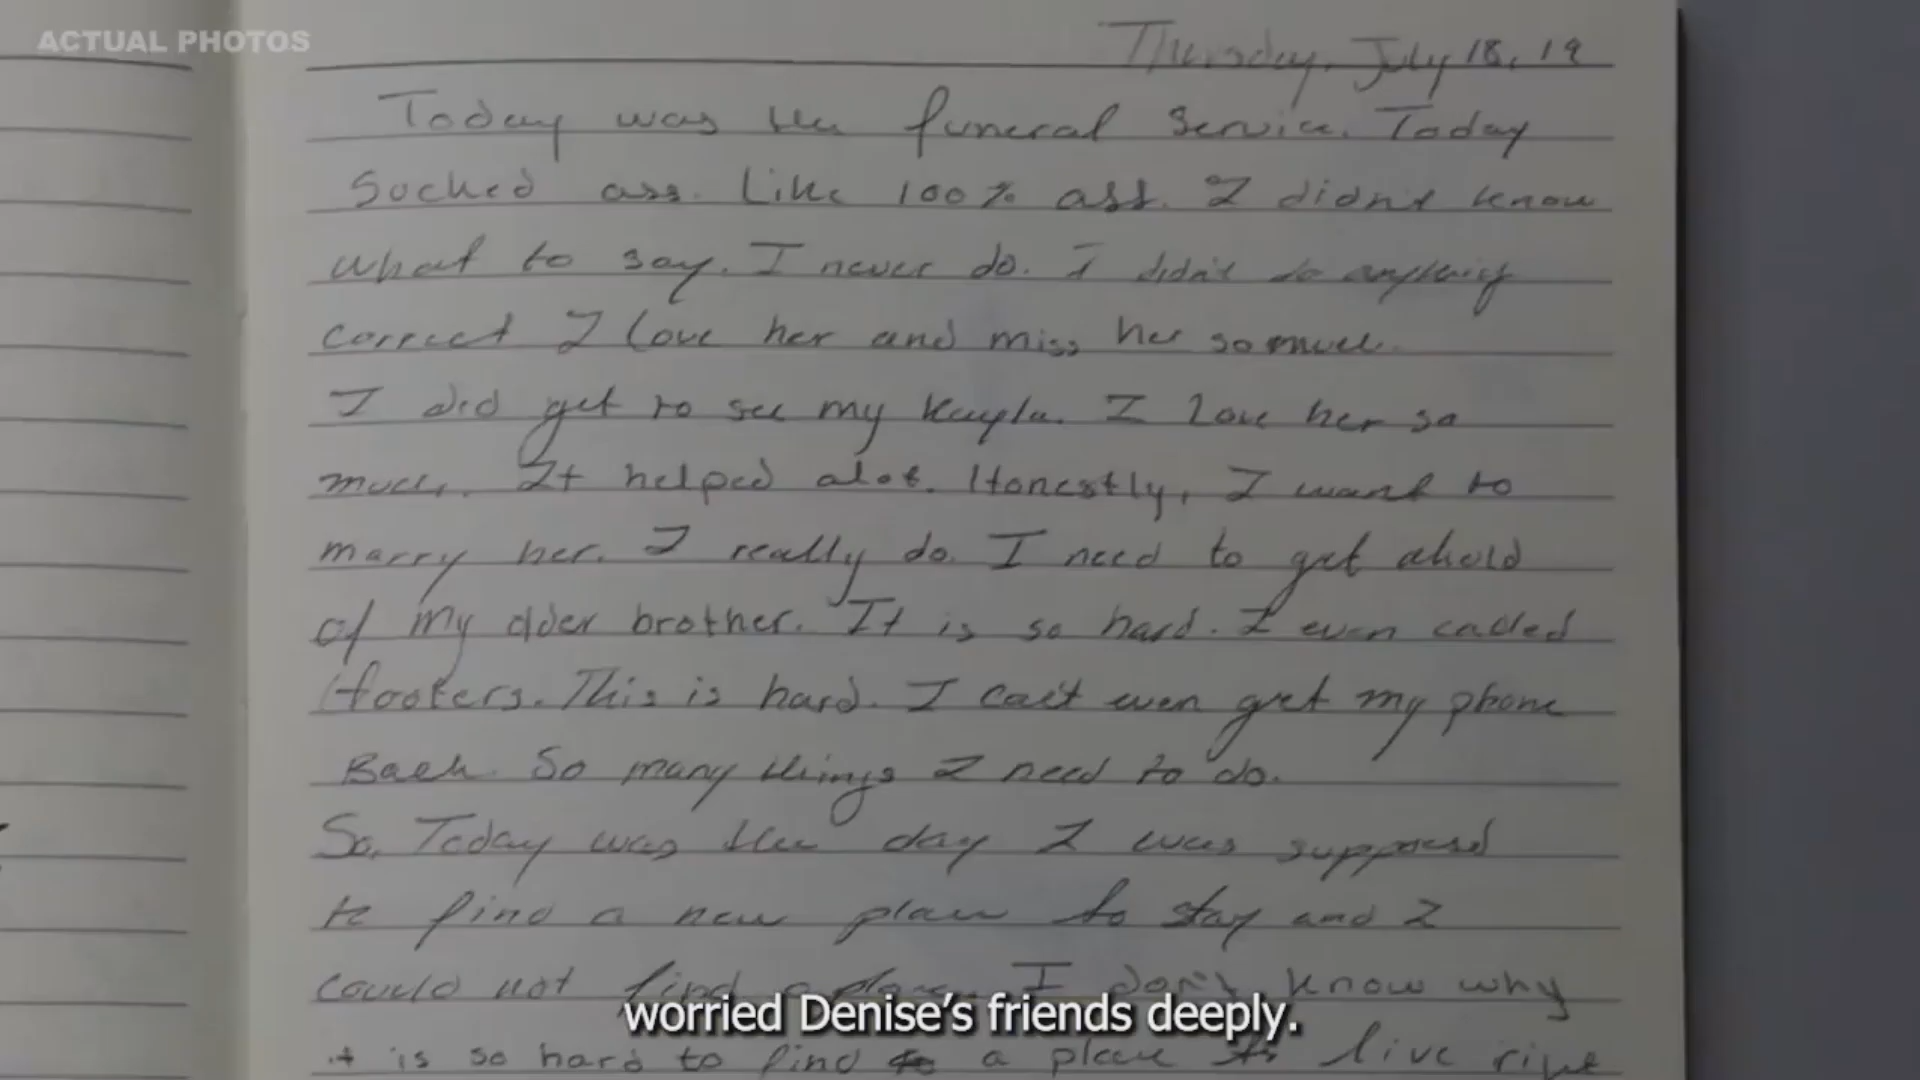 ACTUAL PHOTOS
Thursday, July 18, 19
Today was the funeral service. Today
sucked ass. Like 100% ass. I didn't know
what to say. I never do. I didn't do anything
correct I love her and miss her so much.
I did get to see my Kayla. I love her so
much. It helped alot. Honestly, I want to
marry her. I really do. I need to get ahold
of my older brother. It is so hard. I even called
Hooters. This is hard. I can't even get my phone
Back. So many things I need to do.
So, Today was the day I was supposed
to find a new place to stay and I
could not find a place. I don't know why
it is so hard to find a place to live right
worried Denise's friends deeply.